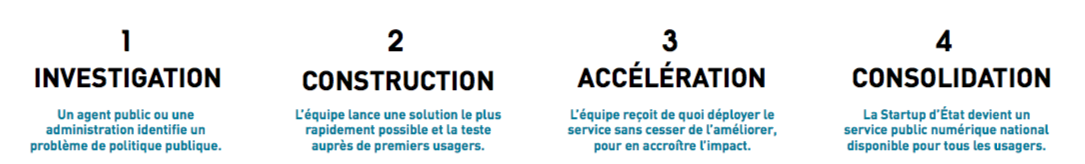 1
INVESTIGATION
Un agent public ou une
administration identifie un
problème de politique publique.
2
CONSTRUCTION
L'équipe lance une solution le plus
rapidement possible et la teste
auprès de premiers usagers.
3
ACCÉLÉRATION
L'équipe reçoit de quoi déployer le
service sans cesser de l'améliorer,
pour en accroître l'impact.
4
CONSOLIDATION
La Startup d'État devient un
service public numérique national
disponible pour tous les usagers.